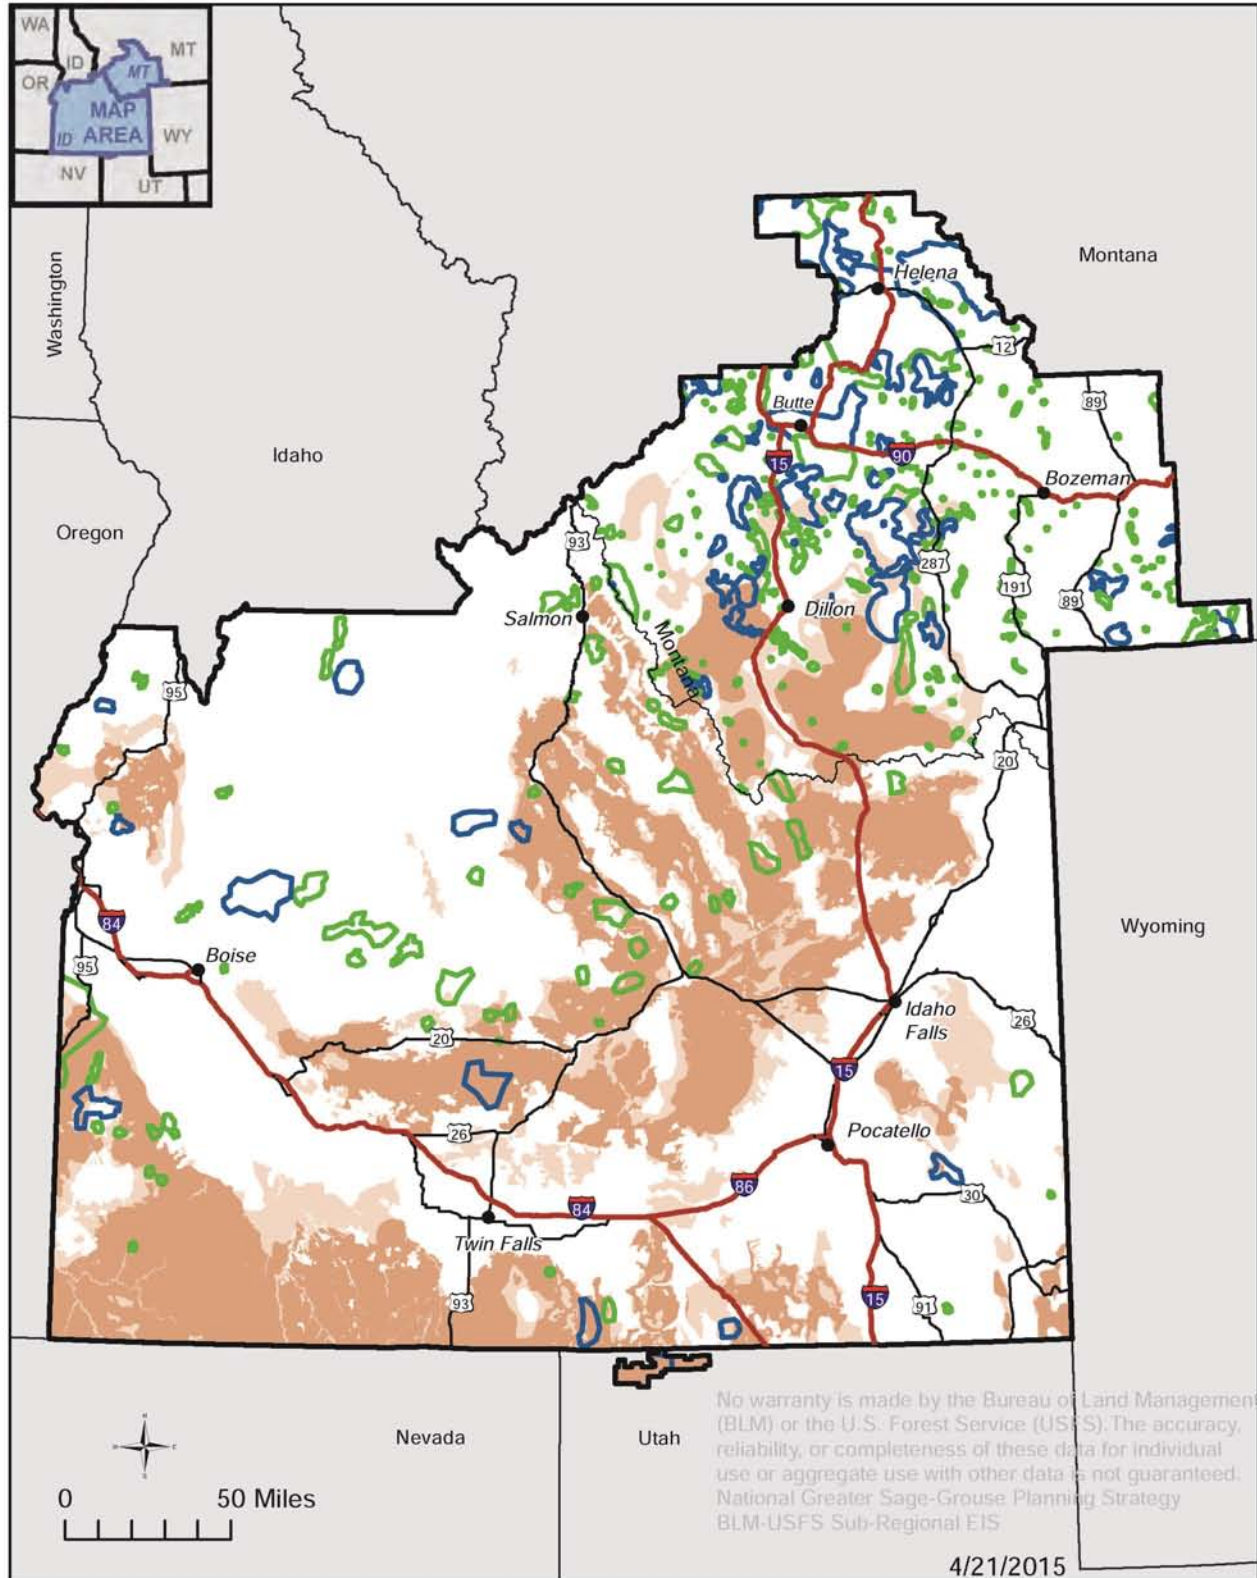 WA
MT
ID
OR
MT
MAP
AREA
ID
WY
NV
UT
Washington
Montana
Helena
12
Butte
89
Idaho
15
90
Bozeman
Oregon
93
287
191
89
Salmon
Dillon
Montana
95
20
84
Wyoming
95
Boise
Idaho
Falls
26
20
15
26
Pocatello
86
30
84
Twin Falls
93
15
91
No warranty is made by the Bureau of Land Management
(BLM) or the U.S. Forest Service (USFS). The accuracy,
reliability, or completeness of these data for individual
use or aggregate use with other data is not guaranteed.
National Greater Sage-Grouse Planning Strategy
BLM-USFS Sub-Regional EIS
Nevada
Utah
0 50 Miles
4/21/2015